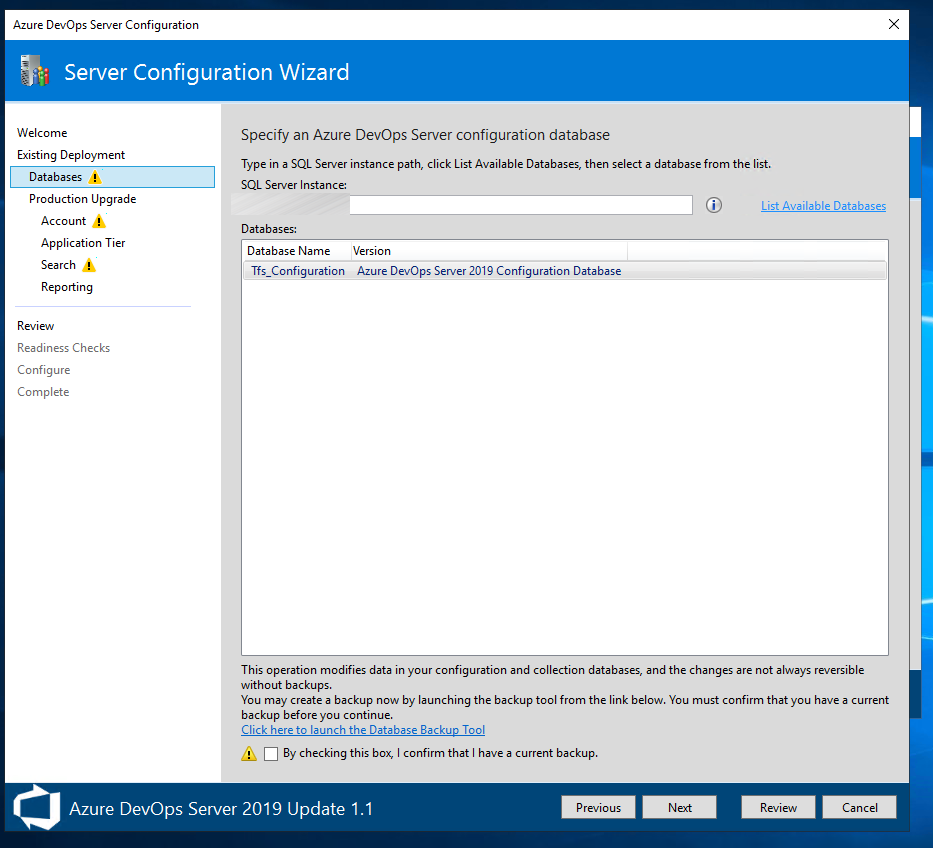 Azure DevOps Server Configuration
Server Configuration Wizard
Welcome
Existing Deployment
Databases
Production Upgrade
Account
Application Tier
Search
Reporting
Review
Readiness Checks
Configure
Complete
Specify an Azure DevOps Server configuration database
Type in a SQL Server instance path, click List Available Databases, then select a database from the list.
SQL Server Instance:
List Available Databases
Databases:
Database Name Version
Tfs_Configuration Azure DevOps Server 2019 Configuration Database
This operation modifies data in your configuration and collection databases, and the changes are not always reversible
without backups.
You may create a backup now by launching the backup tool from the link below. You must confirm that you have a current
backup before you continue.
Click here to launch the Database Backup Tool
By checking this box, I confirm that I have a current backup.
Azure DevOps Server 2019 Update 1.1
Previous Next Review Cancel